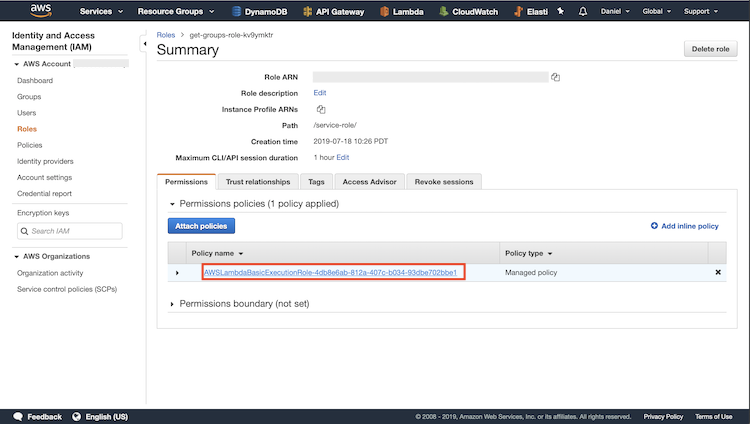 aws Services Resource Groups DynamoDB API Gateway Lambda CloudWatch Elasti Daniel Global Support
Identity and Access Management (IAM)
AWS Account
Dashboard
Groups
Users
Roles
Policies
Identity providers
Account settings
Credential report
Encryption keys
Search IAM
AWS Organizations
Organization activity
Service control policies (SCPs)
Roles > get-groups-role-kv9ymktr
Summary
Delete role
Role ARN
Role description Edit
Instance Profile ARNs
Path /service-role/
Creation time 2019-07-18 10:26 PDT
Maximum CLI/API session duration 1 hour Edit
Permissions Trust relationships Tags Access Advisor Revoke sessions
Permissions policies (1 policy applied)
Attach policies Add inline policy
Policy name Policy type
AWSLambdaBasicExecutionRole-4db8e6ab-812a-407c-b034-93dbe702bbe1 Managed policy
Permissions boundary (not set)
Feedback English (US) © 2008 - 2019, Amazon Web Services, Inc. or its affiliates. All rights reserved. Privacy Policy Terms of Use